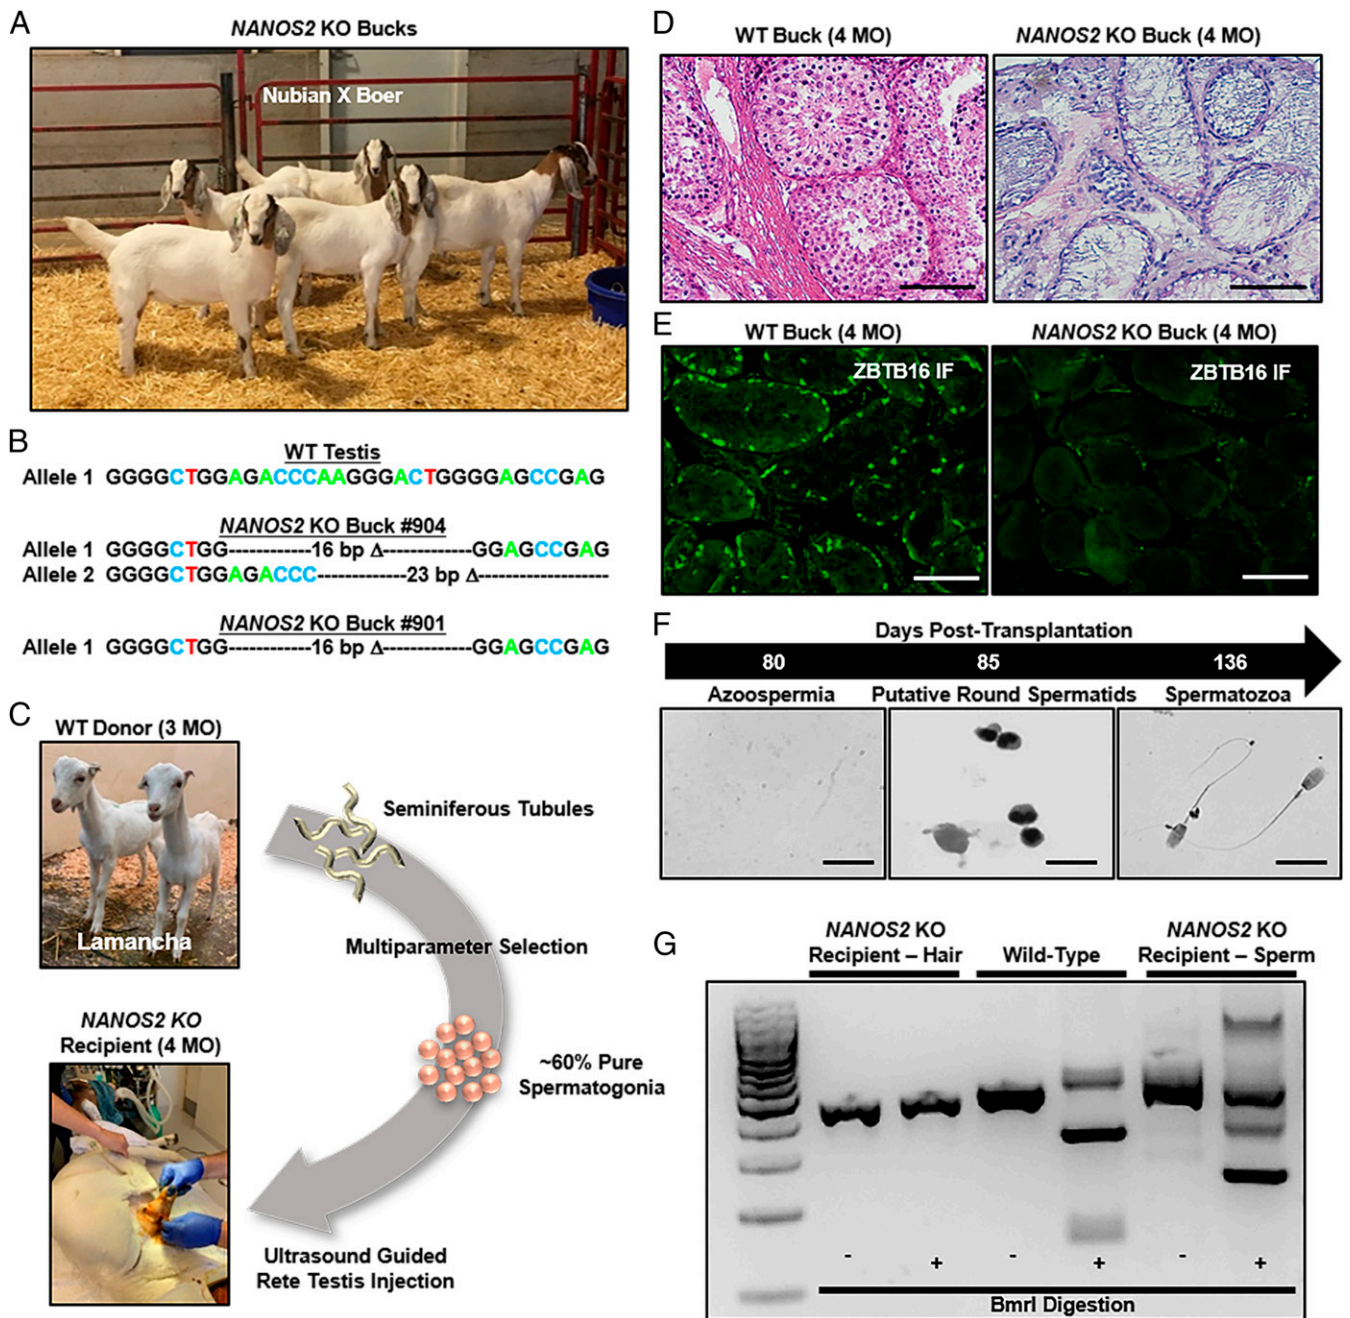 A
NANOS2 KO Bucks
Nubian X Boer
B
WT Testis
Allele 1 GGGGCTGGAGACCCAAGGGACTGGGGAGCCGAG
NANOS2 KO Buck #904
Allele 1 GGGGCTGG------------16 bp Δ-------------GGAGCCGAG
Allele 2 GGGGCTGGAGACCC-------------23 bp Δ-------------------
NANOS2 KO Buck #901
Allele 1 GGGGCTGG------------16 bp Δ-------------GGAGCCGAG
C
WT Donor (3 MO)
Lamancha
Seminiferous Tubules
Multiparameter Selection
~60% Pure
Spermatogonia
NANOS2 KO
Recipient (4 MO)
Ultrasound Guided
Rete Testis Injection
D
WT Buck (4 MO) NANOS2 KO Buck (4 MO)
E
WT Buck (4 MO) NANOS2 KO Buck (4 MO)
ZBTB16 IF ZBTB16 IF
F
Days Post-Transplantation
80 85 136
Azoospermia Putative Round Spermatids Spermatozoa
G
NANOS2 KO
Recipient – Hair
Wild-Type
NANOS2 KO
Recipient – Sperm
- + - + - +
BmrI Digestion